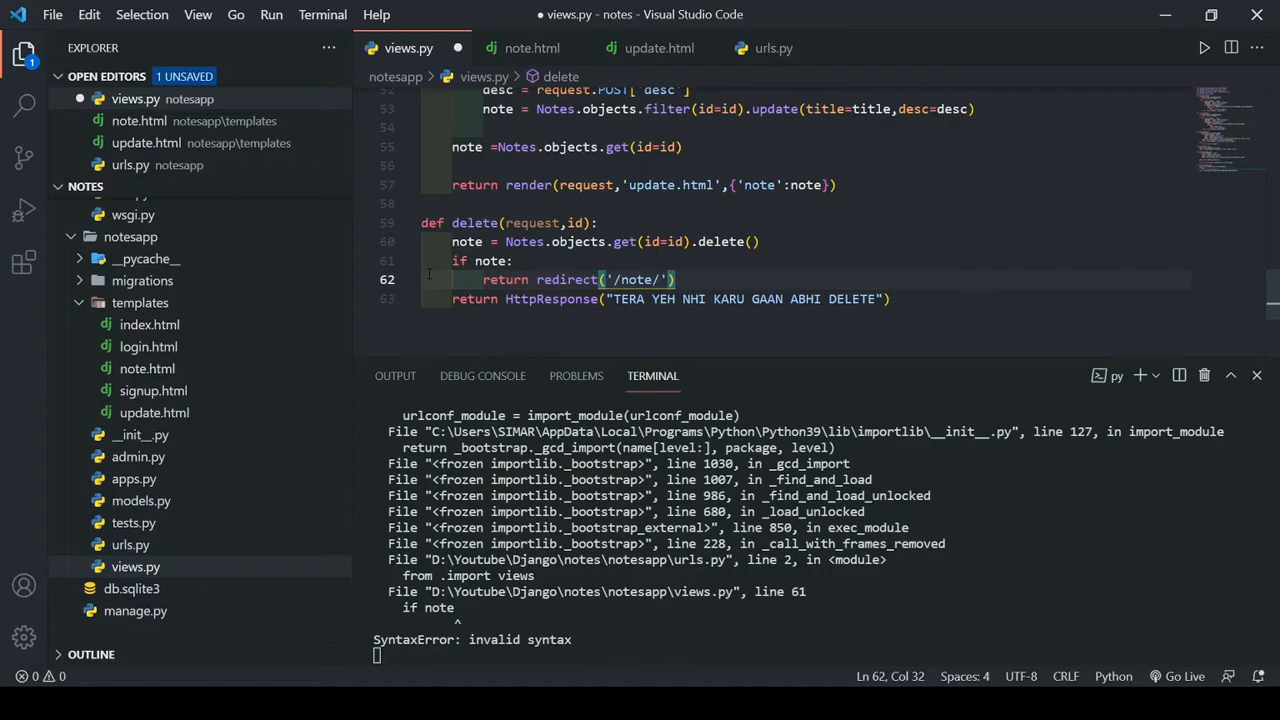 File Edit Selection View Go Run Terminal Help ● views.py - notes - Visual Studio Code
EXPLORER
views.py note.html update.html urls.py
OPEN EDITORS 1 UNSAVED
views.py notesapp
note.html notesapp\templates
update.html notesapp\templates
urls.py notesapp
NOTES
wsgi.py
notesapp
__pycache__
migrations
templates
index.html
login.html
note.html
signup.html
update.html
__init__.py
admin.py
apps.py
models.py
tests.py
urls.py
views.py
db.sqlite3
manage.py
OUTLINE
notesapp > views.py > delete
52 desc = request.POST['desc']
53 note = Notes.objects.filter(id=id).update(title=title,desc=desc)
54
55 note =Notes.objects.get(id=id)
56
57 return render(request,'update.html',{'note':note})
58
59 def delete(request,id):
60 note = Notes.objects.get(id=id).delete()
61 if note:
62 return redirect('/note/')
63 return HttpResponse("TERA YEH NHI KARU GAAN ABHI DELETE")
OUTPUT DEBUG CONSOLE PROBLEMS TERMINAL py
urlconf_module = import_module(urlconf_module)
File "C:\Users\SIMAR\AppData\Local\Programs\Python\Python39\lib\importlib\__init__.py", line 127, in import_module
return _bootstrap._gcd_import(name[level:], package, level)
File "<frozen importlib._bootstrap>", line 1030, in _gcd_import
File "<frozen importlib._bootstrap>", line 1007, in _find_and_load
File "<frozen importlib._bootstrap>", line 986, in _find_and_load_unlocked
File "<frozen importlib._bootstrap>", line 680, in _load_unlocked
File "<frozen importlib._bootstrap_external>", line 850, in exec_module
File "<frozen importlib._bootstrap>", line 228, in _call_with_frames_removed
File "D:\Youtube\Django\notes\notesapp\urls.py", line 2, in <module>
from .import views
File "D:\Youtube\Django\notes\notesapp\views.py", line 61
if note
^
SyntaxError: invalid syntax
0 0 Ln 62, Col 32 Spaces: 4 UTF-8 CRLF Python Go Live